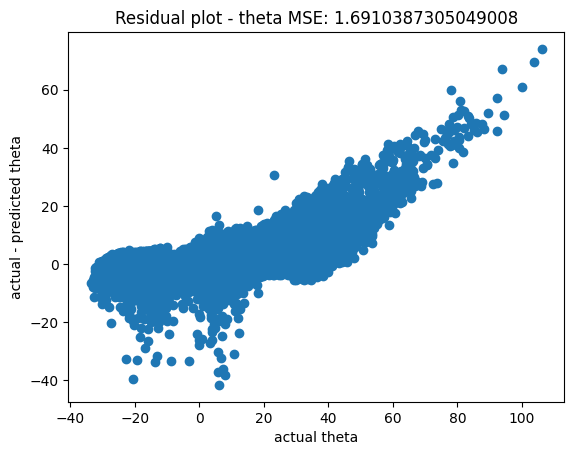 Residual plot - theta MSE: 1.6910387305049008
actual - predicted theta
60
40
20
0
−20
−40
−40 −20 0 20 40 60 80 100
actual theta